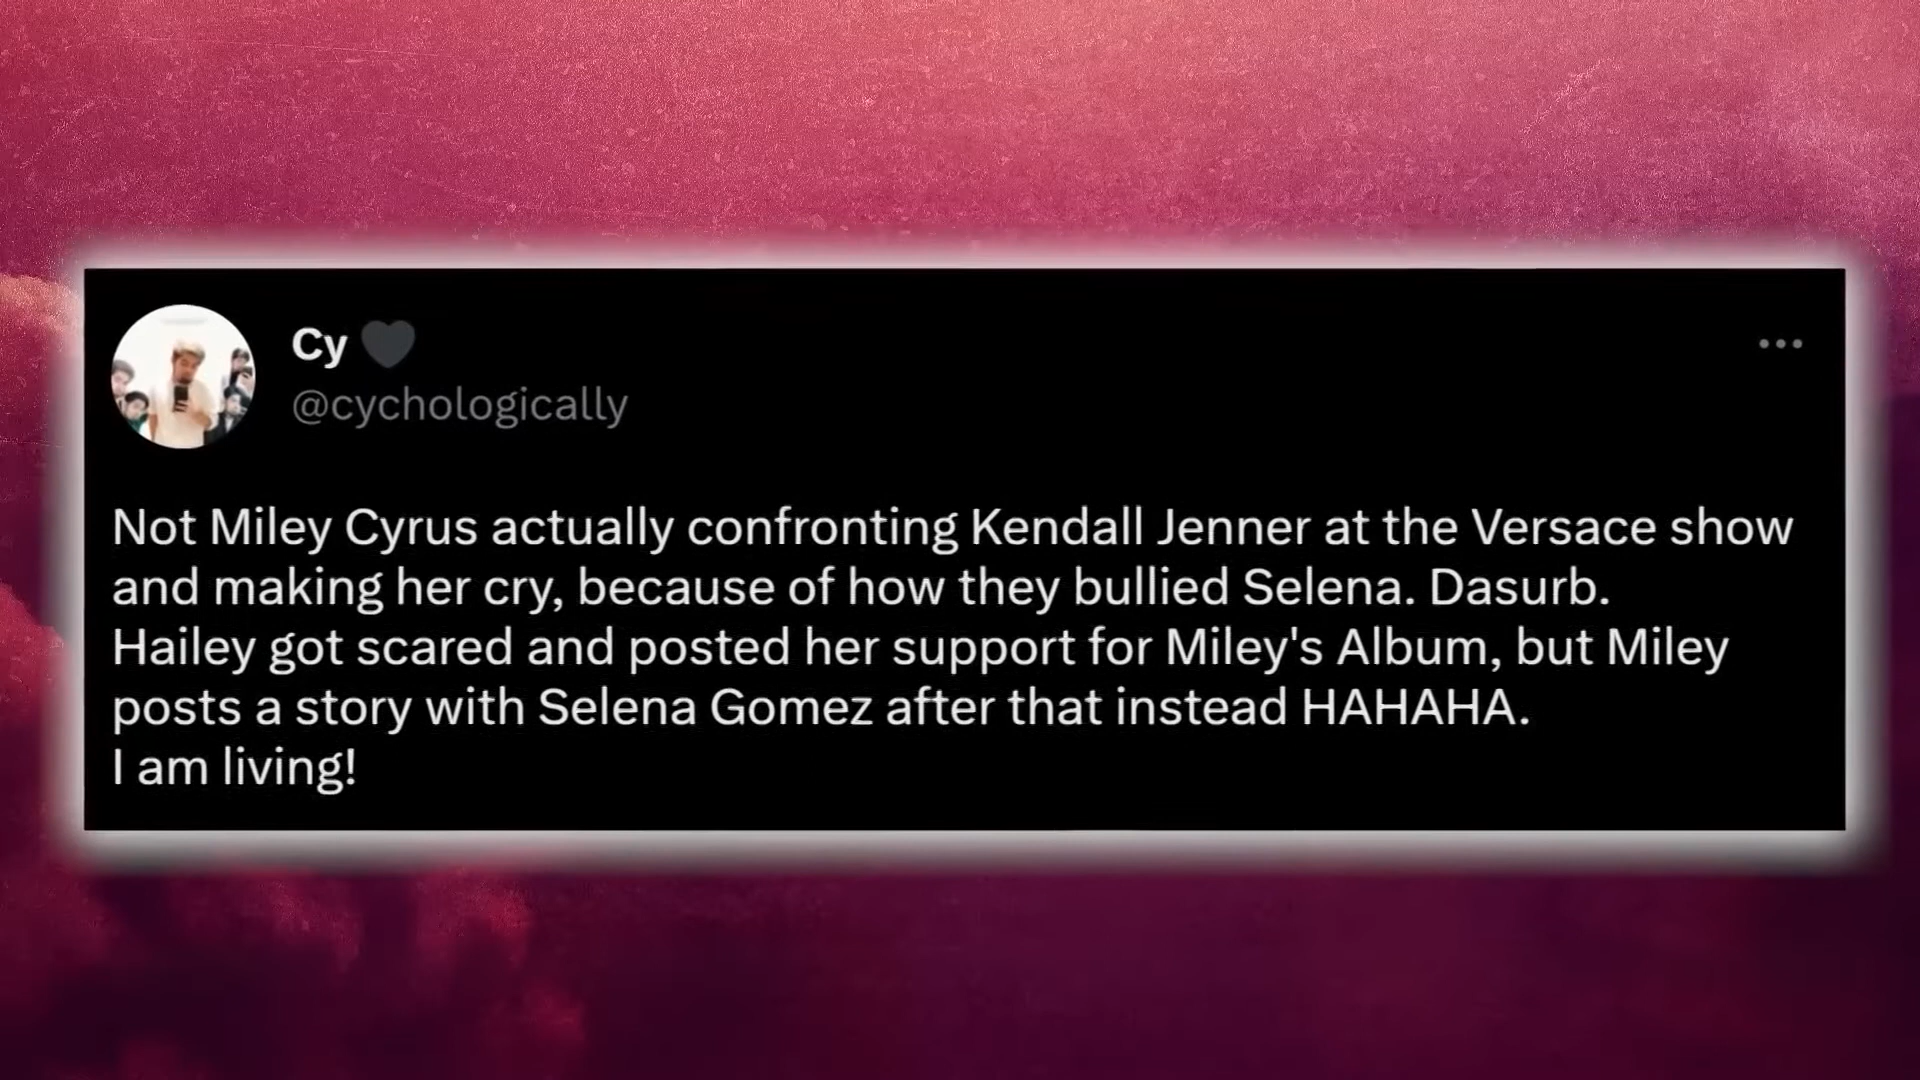 Cy 🖤
@cychologically
Not Miley Cyrus actually confronting Kendall Jenner at the Versace show
and making her cry, because of how they bullied Selena. Dasurb.
Hailey got scared and posted her support for Miley's Album, but Miley
posts a story with Selena Gomez after that instead HAHAHA.
I am living!